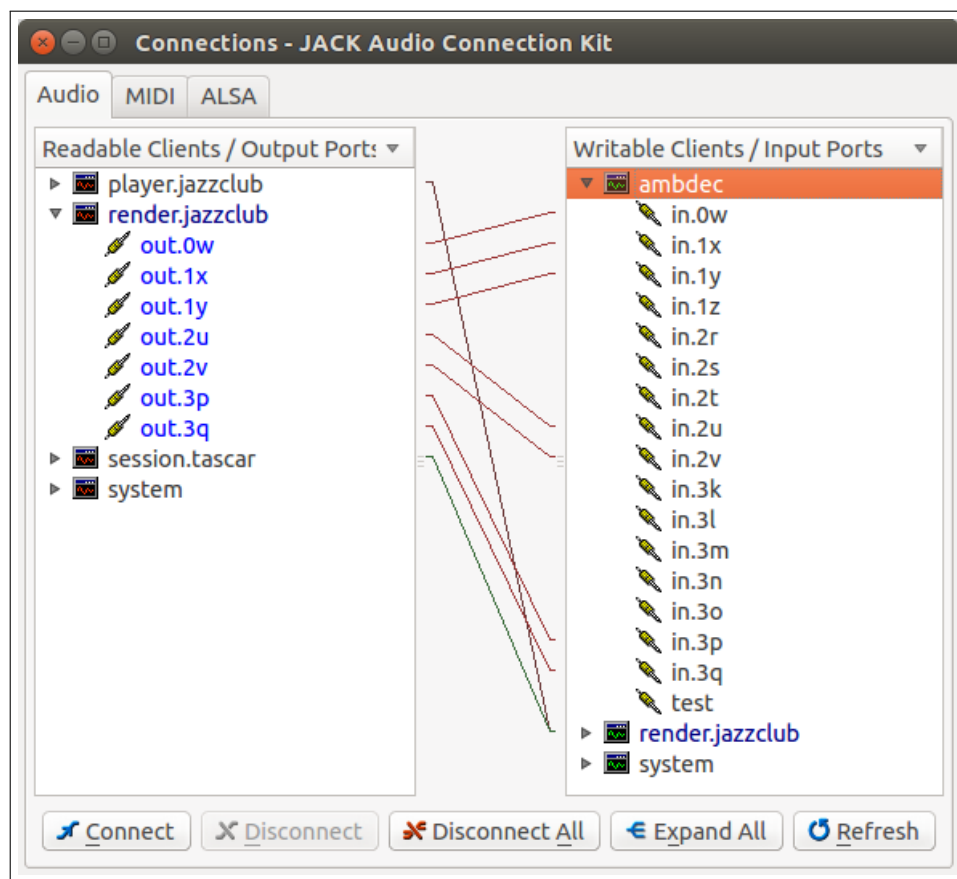 Connections - JACK Audio Connection Kit
Audio MIDI ALSA
Readable Clients / Output Ports
player.jazzclub
render.jazzclub
out.0w
out.1x
out.1y
out.2u
out.2v
out.3p
out.3q
session.tascar
system
Writable Clients / Input Ports
ambdec
in.0w
in.1x
in.1y
in.1z
in.2r
in.2s
in.2t
in.2u
in.2v
in.3k
in.3l
in.3m
in.3n
in.3o
in.3p
in.3q
test
render.jazzclub
system
Connect Disconnect Disconnect All Expand All Refresh